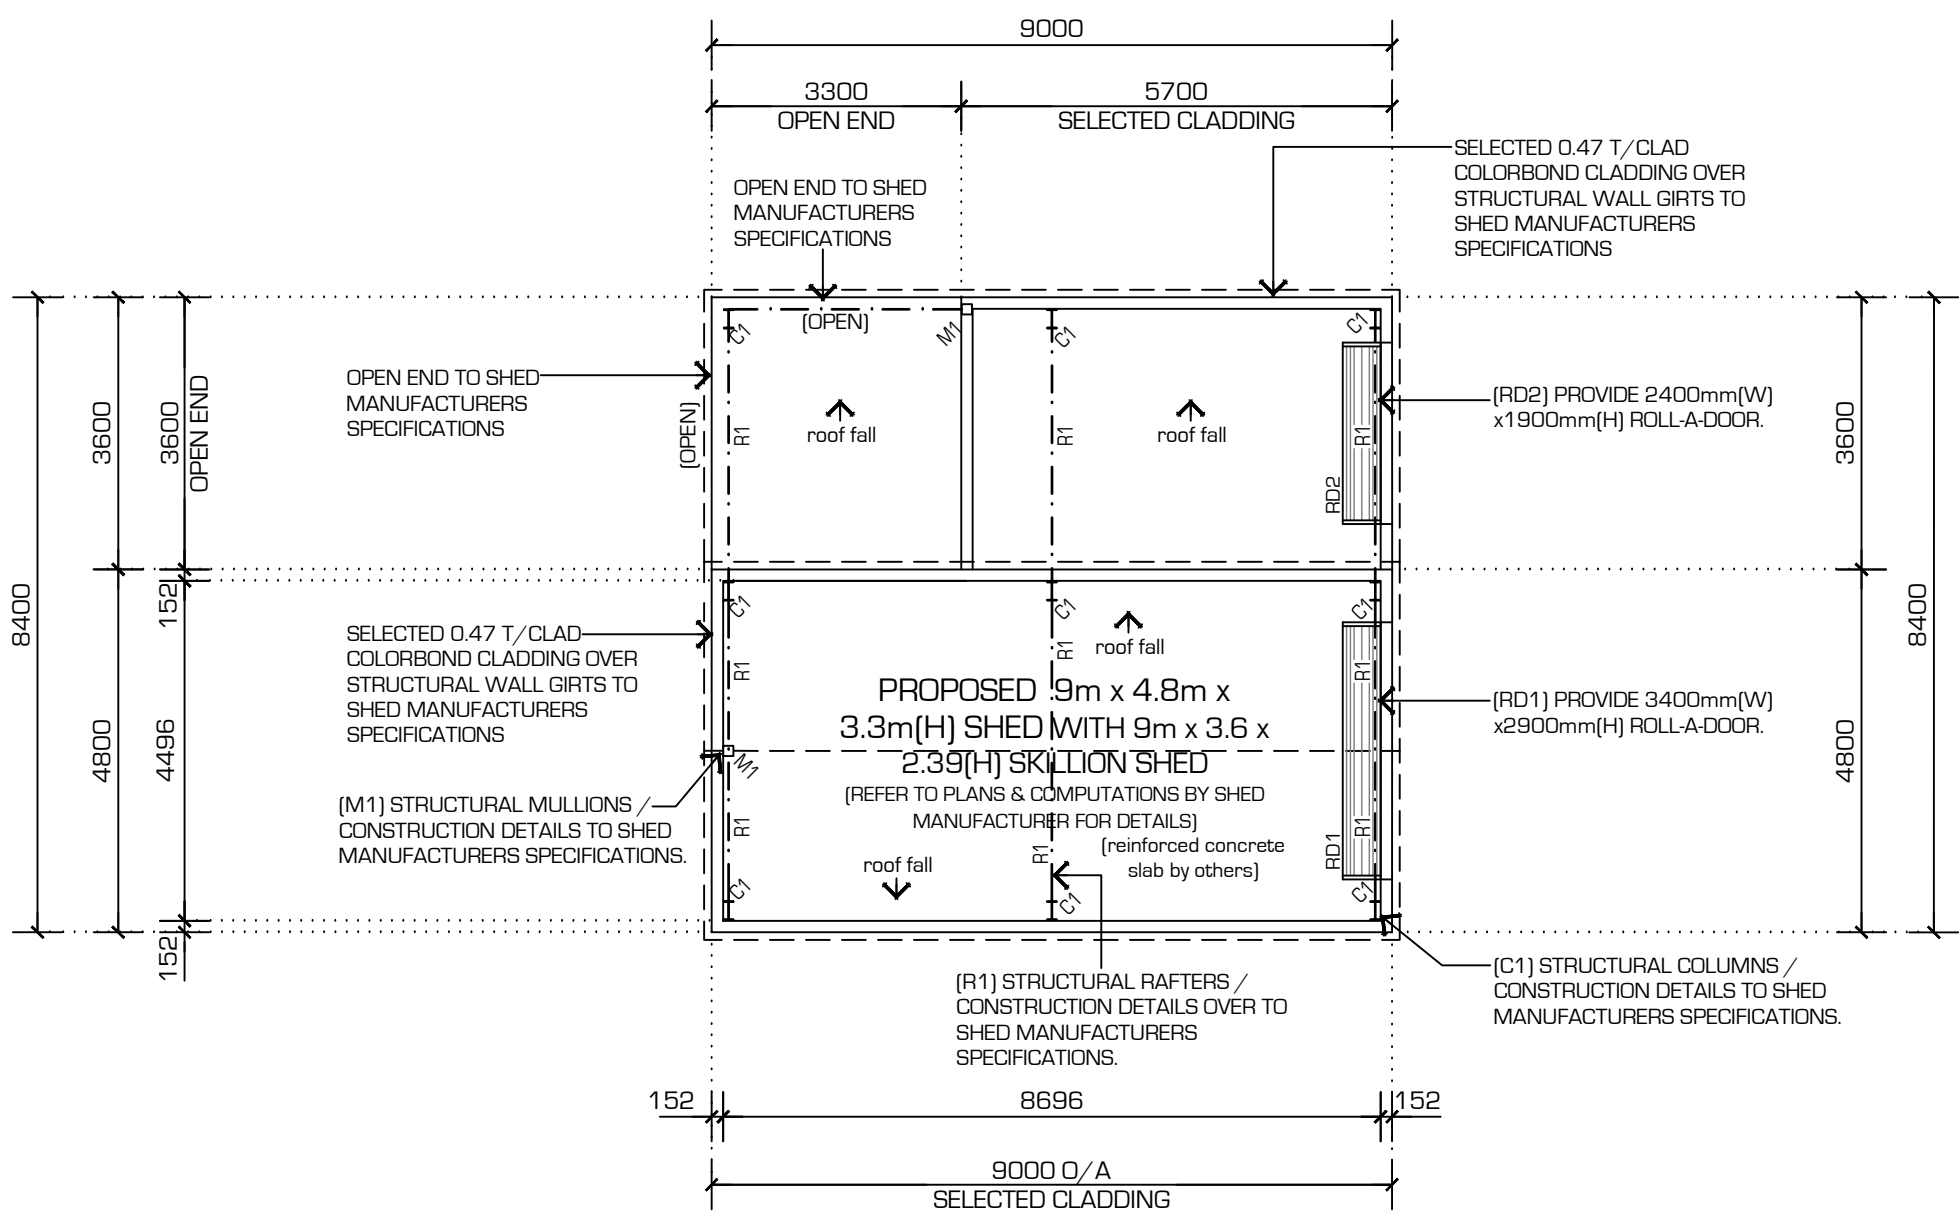 9000
3300
5700
OPEN END
SELECTED CLADDING
SELECTED 0.47 T/CLAD
COLORBOND CLADDING OVER
STRUCTURAL WALL GIRTS TO
SHED MANUFACTURERS
SPECIFICATIONS
OPEN END TO SHED
MANUFACTURERS
SPECIFICATIONS
(OPEN)
C1
M1
C1
C1
OPEN END TO SHED
MANUFACTURERS
SPECIFICATIONS
(OPEN)
3600
3600
OPEN END
8400
R1
roof fall
R1
roof fall
R1
RD2
(RD2) PROVIDE 2400mm(W)
x1900mm(H) ROLL-A-DOOR.
3600
8400
152
4800
4496
152
SELECTED 0.47 T/CLAD
COLORBOND CLADDING OVER
STRUCTURAL WALL GIRTS TO
SHED MANUFACTURERS
SPECIFICATIONS
C1
C1
C1
R1
R1
roof fall
R1
PROPOSED 9m x 4.8m x
3.3m(H) SHED WITH 9m x 3.6 x
2.39(H) SKILLION SHED
(REFER TO PLANS & COMPUTATIONS BY SHED
MANUFACTURER FOR DETAILS)
(reinforced concrete
slab by others)
(RD1) PROVIDE 3400mm(W)
x2900mm(H) ROLL-A-DOOR.
4800
M1
(M1) STRUCTURAL MULLIONS /
CONSTRUCTION DETAILS TO SHED
MANUFACTURERS SPECIFICATIONS.
R1
R1
R1
RD1
roof fall
C1
C1
C1
(R1) STRUCTURAL RAFTERS /
CONSTRUCTION DETAILS OVER TO
SHED MANUFACTURERS
SPECIFICATIONS.
(C1) STRUCTURAL COLUMNS /
CONSTRUCTION DETAILS TO SHED
MANUFACTURERS SPECIFICATIONS.
152
8696
152
9000 O/A
SELECTED CLADDING